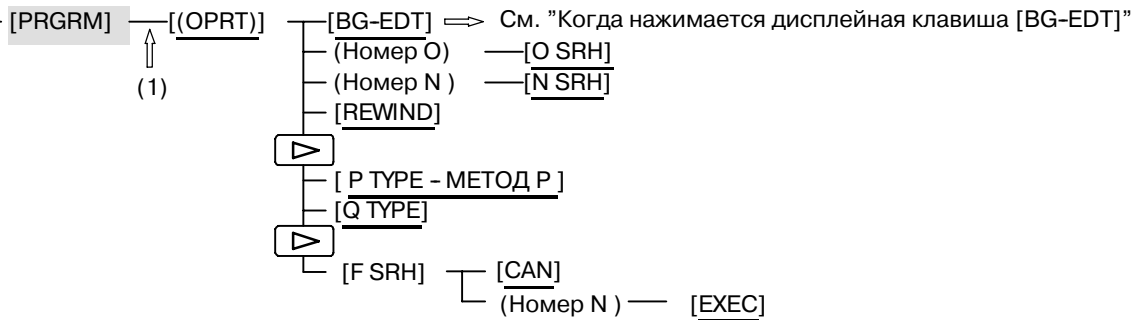 [PRGRM] [(OPRT)] [BG-EDT] См. "Когда нажимается дисплейная клавиша [BG-EDT]"
(1) (Номер O) [O SRH]
(Номер N ) [N SRH]
[REWIND]
[ P TYPE - МЕТОД P ]
[Q TYPE]
[F SRH] [CAN]
(Номер N ) [EXEC]